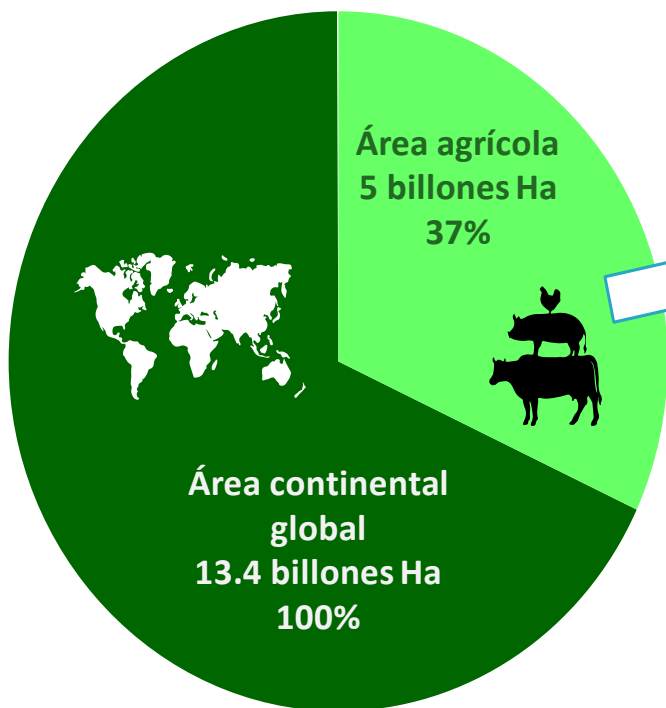 Área agrícola
5 billones Ha
37%
Área continental
global
13.4 billones Ha
100%